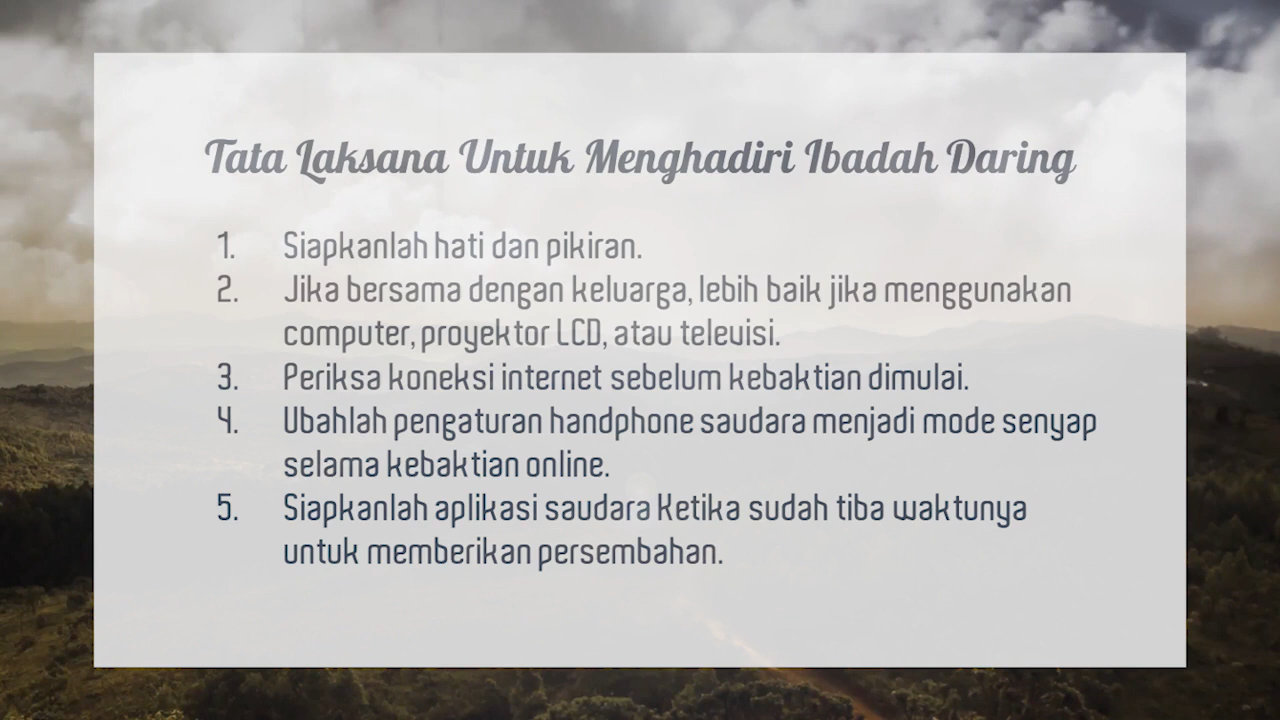 Tata Laksana Untuk Menghadiri Ibadah Daring
1. Siapkanlah hati dan pikiran.
2. Jika bersama dengan keluarga, lebih baik jika menggunakan
computer, proyektor LCD, atau televisi.
3. Periksa koneksi internet sebelum kebaktian dimulai.
4. Ubahlah pengaturan handphone saudara menjadi mode senyap
selama kebaktian online.
5. Siapkanlah aplikasi saudara Ketika sudah tiba waktunya
untuk memberikan persembahan.